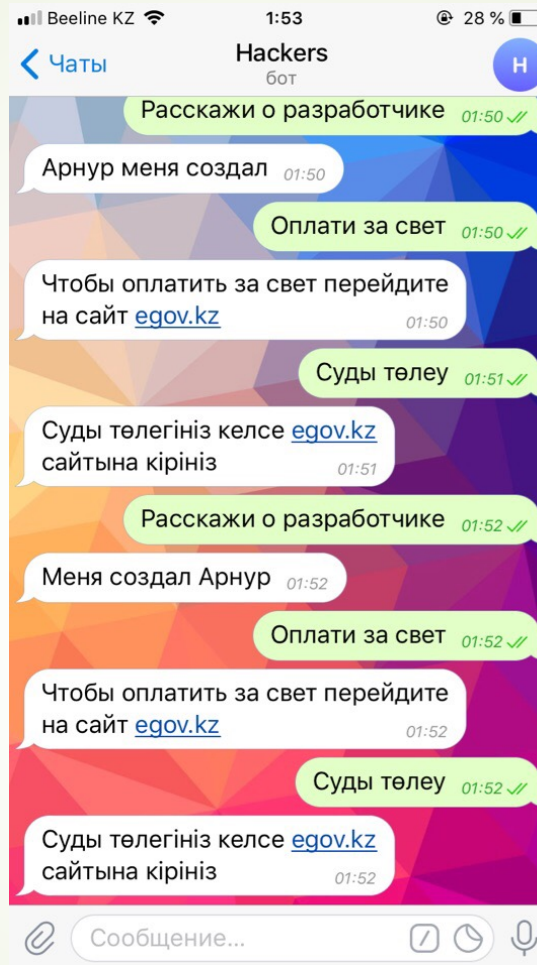 Beeline KZ 1:53 28 %
Чаты Hackers H
бот
Расскажи о разработчике 01:50
Арнур меня создал 01:50
Оплати за свет 01:50
Чтобы оплатить за свет перейдите
на сайт egov.kz 01:50
Суды төлеу 01:51
Суды төлегініз келсе egov.kz
сайтына кірініз 01:51
Расскажи о разработчике 01:52
Меня создал Арнур 01:52
Оплати за свет 01:52
Чтобы оплатить за свет перейдите
на сайт egov.kz 01:52
Суды төлеу 01:52
Суды төлегініз келсе egov.kz
сайтына кірініз 01:52
Сообщение...